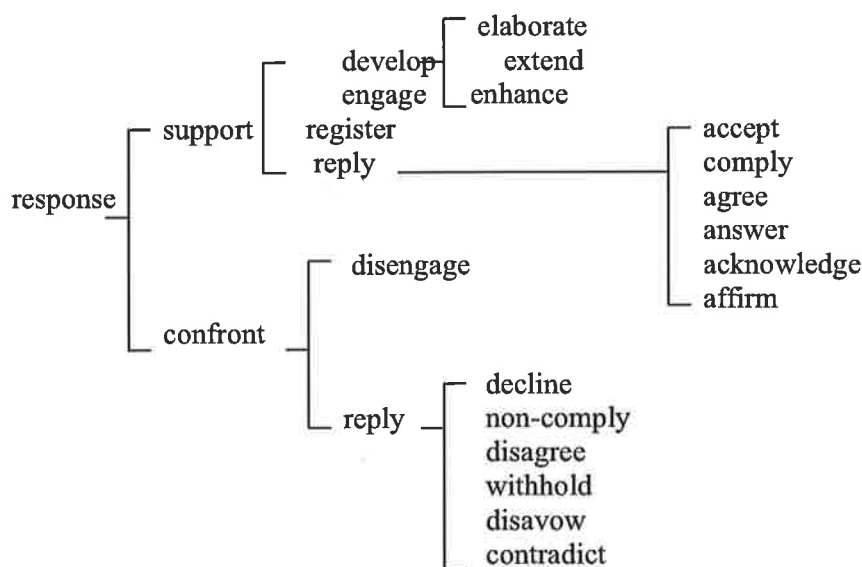 elaborate
develop extend
engage enhance
support register accept
reply comply
response agree
answer
disengage acknowledge
affirm
confront
reply decline
non-comply
disagree
withhold
disavow
contradict